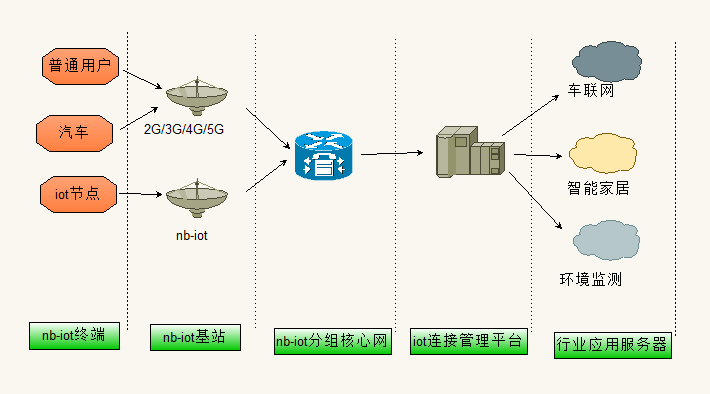 普通用户
汽车
iot节点
2G/3G/4G/5G
nb-iot
车联网
智能家居
环境监测
nb-iot终端
nb-iot基站
nb-iot分组核心网
iot连接管理平台
行业应用服务器